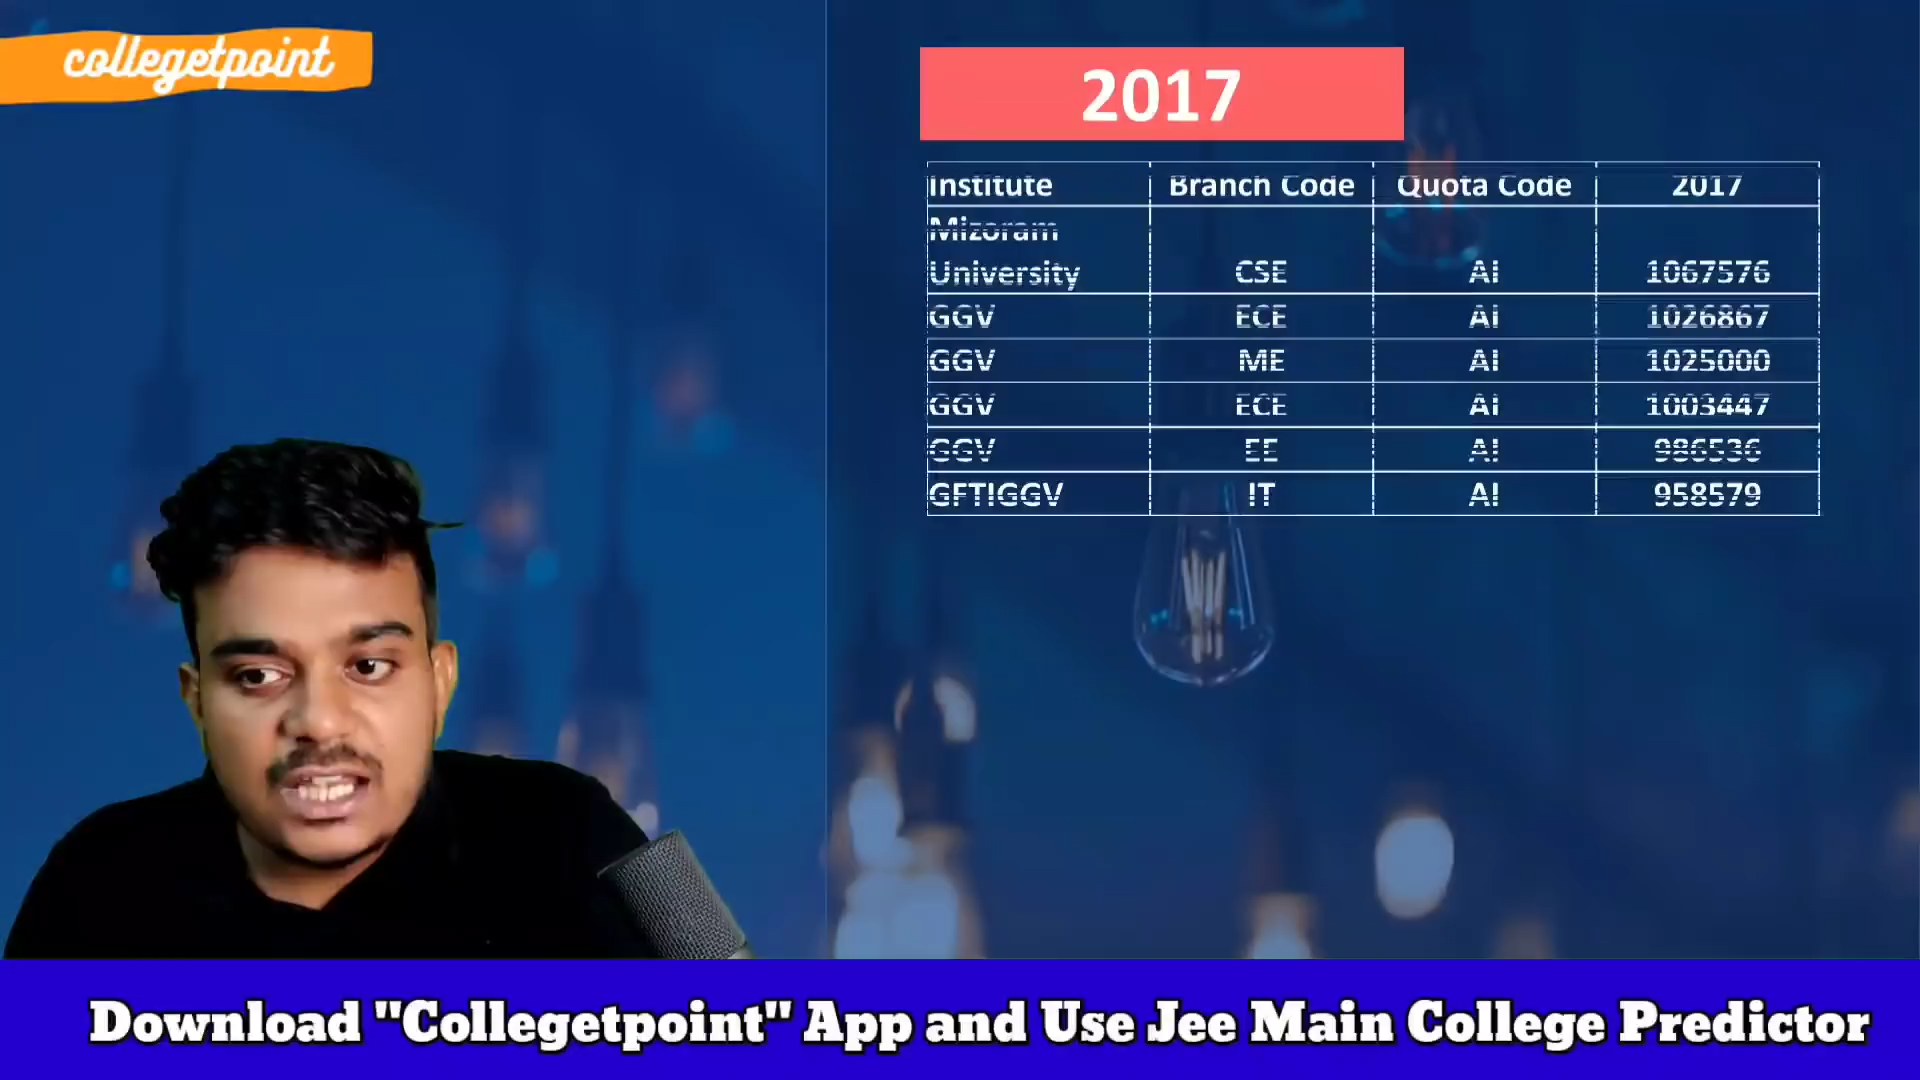 collegetpoint
2017
Institute Branch Code Quota Code 2017
Mizoram
University CSE AI 1067576
GGV ECE AI 1026867
GGV ME AI 1025000
GGV ECE AI 1003447
GGV EE AI 986536
GFTIGGV IT AI 958579
Download "Collegetpoint" App and Use Jee Main College Predictor